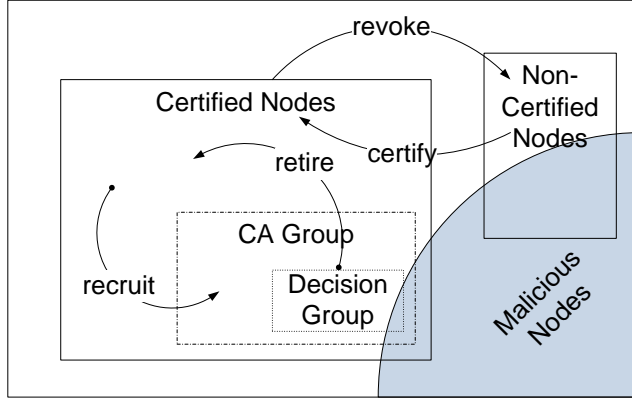 revoke
Non-
Certified
Nodes
Certified Nodes
certify
retire
CA Group
recruit
Decision
Group
Malicious
Nodes